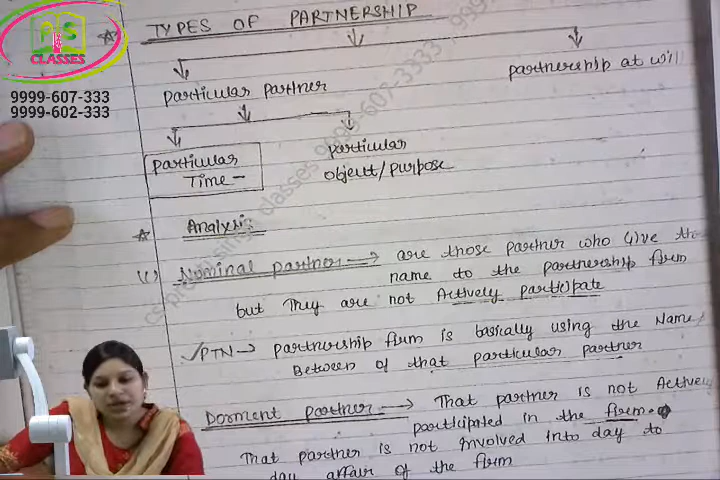 PS
CLASSES
9999-607-333
9999-602-333
TYPES OF PARTNERSHIP
particular partner
partnership at will
particular
Time-
particular
object/purpose
Analysis:
(1) Nominal partner → are those partner who give the
name to the partnership firm
but They are not Actively participate
PTN → partnership firm is basically using the Name/
Between of that particular partner
Dorment partner → That partner is not Actively
participated in the firm.
That partner is not involved into day to
day affair of the firm